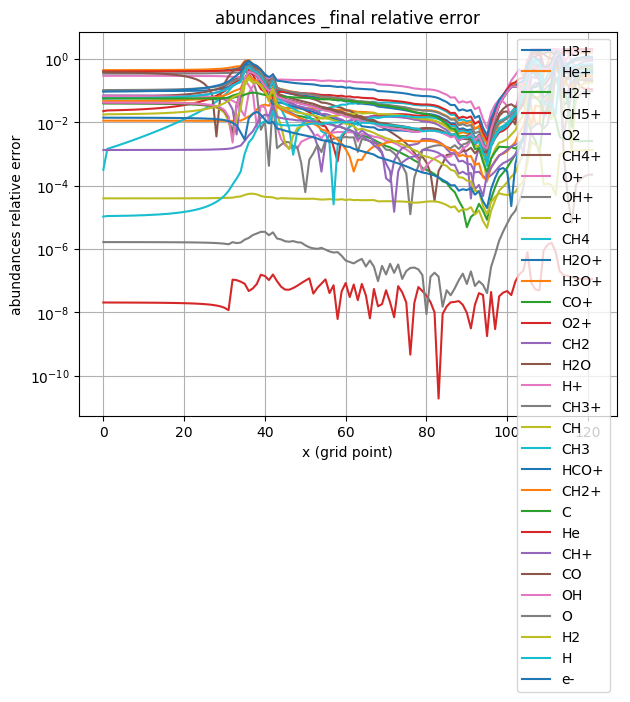 abundances _final relative error
abundances relative error
10⁰
10⁻²
10⁻⁴
10⁻⁶
10⁻⁸
10⁻¹⁰
0
20
40
60
80
100
120
x (grid point)
H3+
He+
H2+
CH5+
O2
CH4+
O+
OH+
C+
CH4
H2O+
H3O+
CO+
O2+
CH2
H2O
H+
CH3+
CH
CH3
HCO+
CH2+
C
He
CH+
CO
OH
O
H2
H
e-